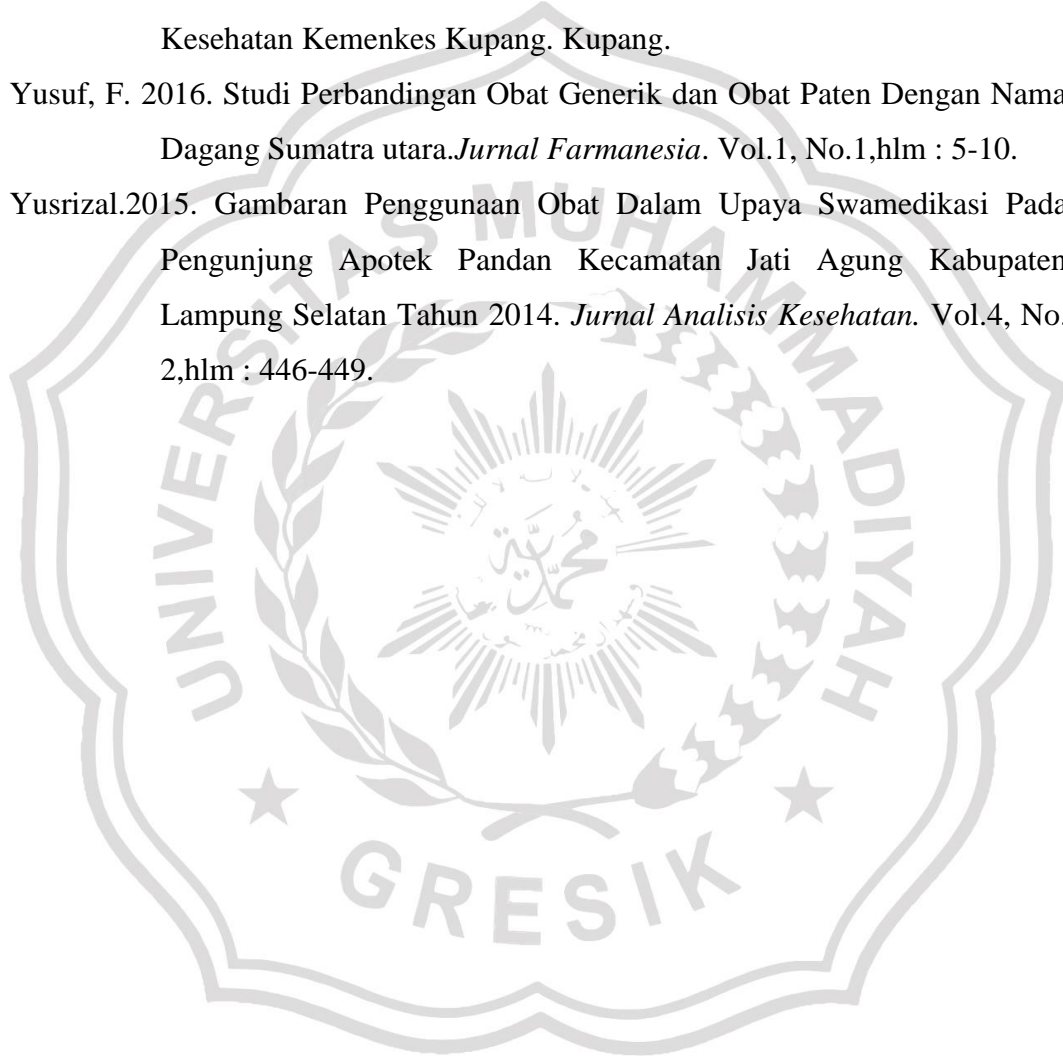 Kesehatan Kemenkes Kupang. Kupang.
Yusuf, F. 2016. Studi Perbandingan Obat Generik dan Obat Paten Dengan Nama
Dagang Sumatra utara.Jurnal Farmanesia. Vol.1, No.1,hlm : 5-10.
Yusrizal.2015. Gambaran Penggunaan Obat Dalam Upaya Swamedikasi Pada
Pengunjung Apotek Pandan Kecamatan Jati Agung Kabupaten
Lampung Selatan Tahun 2014. Jurnal Analisis Kesehatan. Vol.4, No.
2,hlm : 446-449.
UNIVERSITAS MUHAMMADIYAH
GRESIK